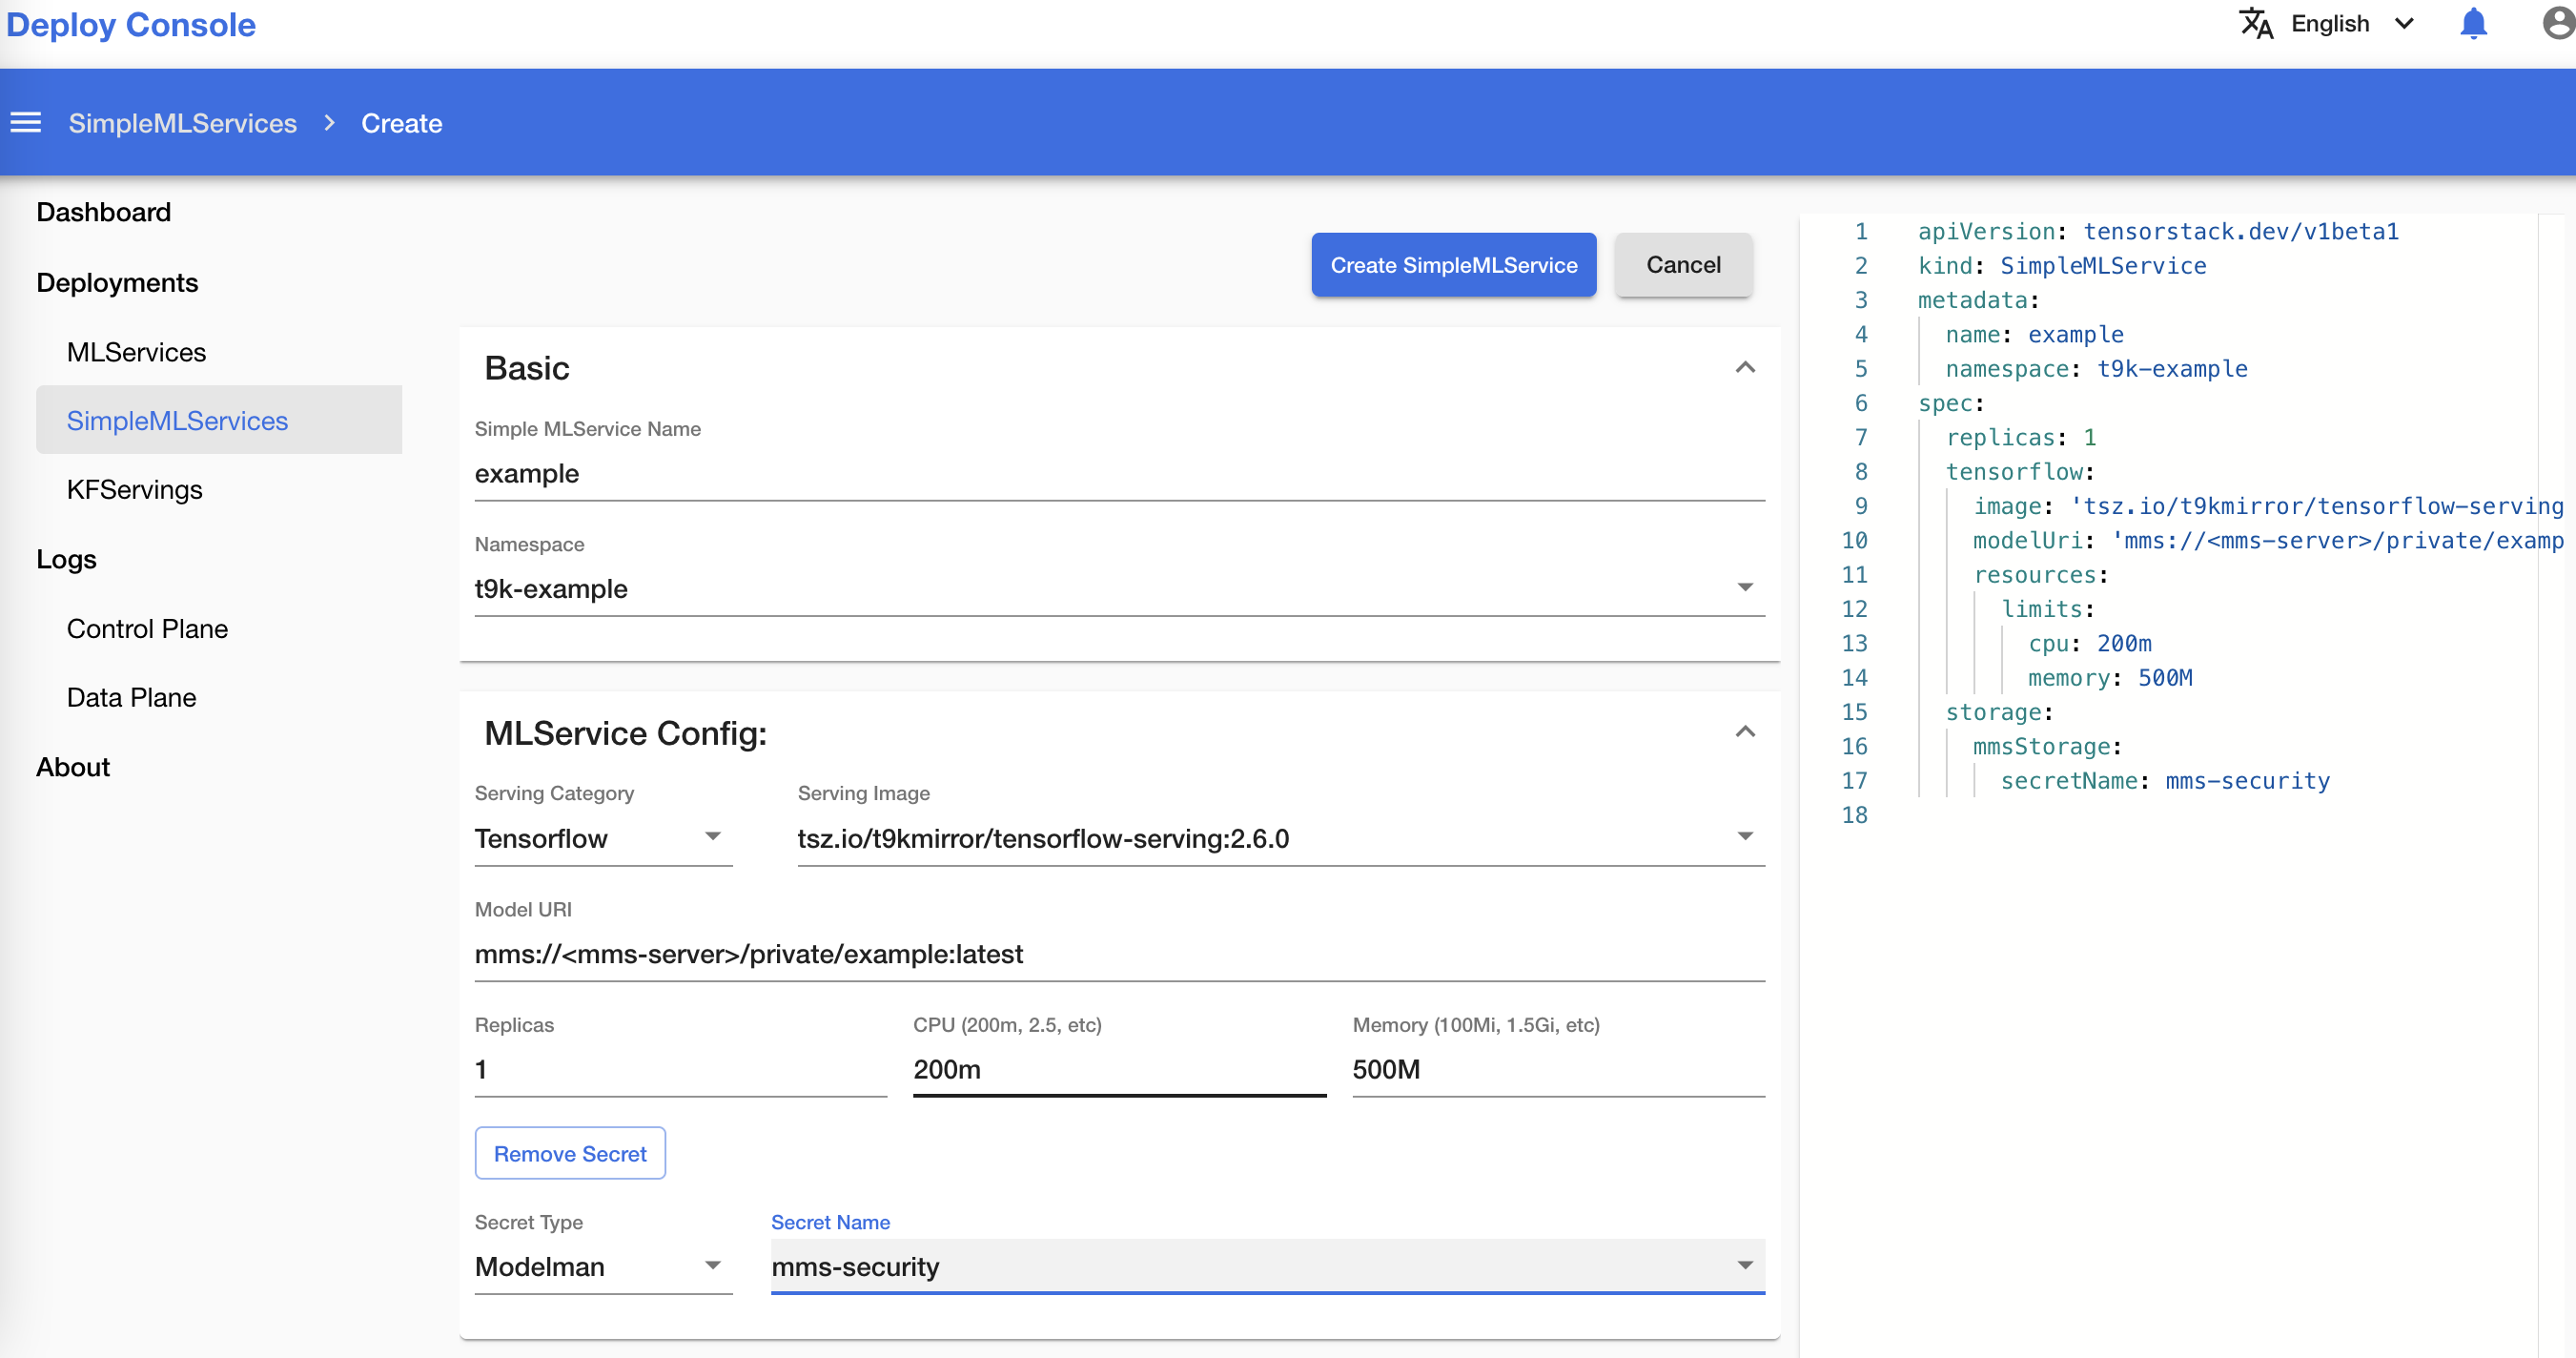 Deploy Console
English
SimpleMLServices > Create
Dashboard
Deployments
MLServices
SimpleMLServices
KFServings
Logs
Control Plane
Data Plane
About
Create SimpleMLService
Cancel
Basic
Simple MLService Name
example
Namespace
t9k-example
MLService Config:
Serving Category
Tensorflow
Serving Image
tsz.io/t9kmirror/tensorflow-serving:2.6.0
Model URI
mms://<mms-server>/private/example:latest
Replicas
1
CPU (200m, 2.5, etc)
200m
Memory (100Mi, 1.5Gi, etc)
500M
Remove Secret
Secret Type
Modelman
Secret Name
mms-security
1 apiVersion: tensorstack.dev/v1beta1
2 kind: SimpleMLService
3 metadata:
4 name: example
5 namespace: t9k-example
6 spec:
7 replicas: 1
8 tensorflow:
9 image: 'tsz.io/t9kmirror/tensorflow-serving
10 modelUri: 'mms://<mms-server>/private/examp
11 resources:
12 limits:
13 cpu: 200m
14 memory: 500M
15 storage:
16 mmsStorage:
17 secretName: mms-security
18